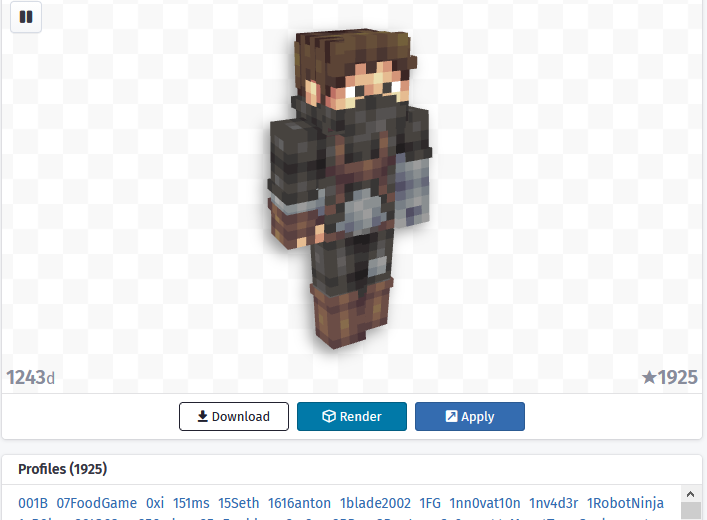 1243d
★1925
Download Render Apply
Profiles (1925)
001B 07FoodGame 0xi 151ms 15Seth 1616anton 1blade2002 1FG 1nn0vat10n 1nv4d3r 1RobotNinja